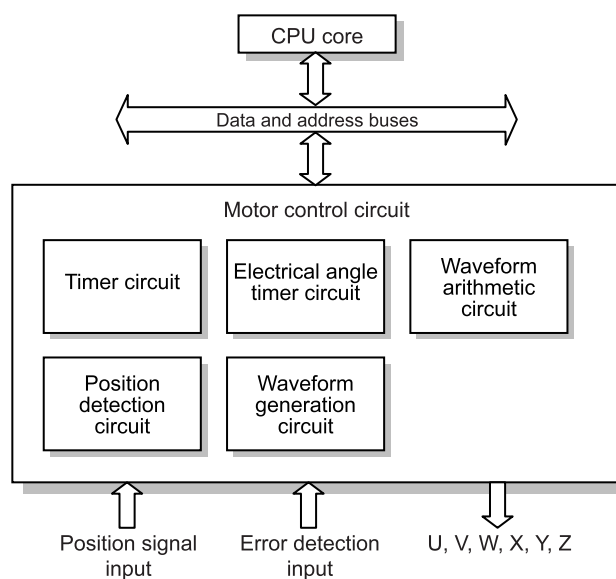 CPU core
Data and address buses
Motor control circuit
Timer circuit
Electrical angle
timer circuit
Waveform
arithmetic
circuit
Position
detection
circuit
Waveform
generation
circuit
Position signal
input
Error detection
input
U, V, W, X, Y, Z